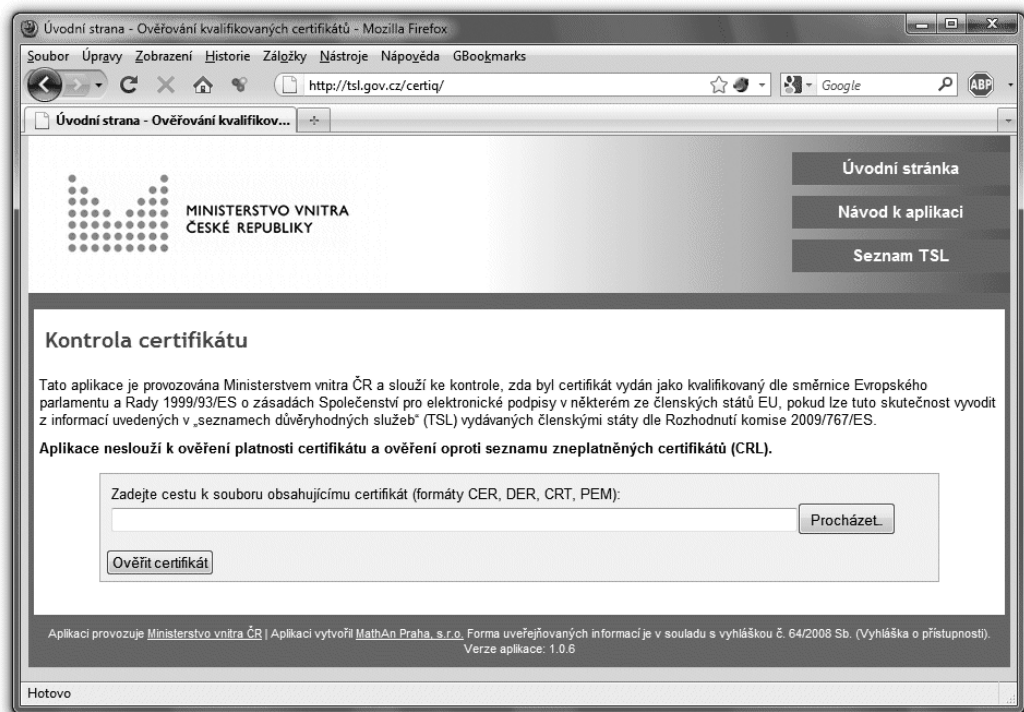 Úvodní strana - Ověřování kvalifikovaných certifikátů - Mozilla Firefox
Soubor Úpravy Zobrazení Historie Záložky Nástroje Nápověda GBookmarks
http://tsl.gov.cz/certiq/ Google ABP
Úvodní strana - Ověřování kvalifikov...
Úvodní stránka
MINISTERSTVO VNITRA
ČESKÉ REPUBLIKY
Návod k aplikaci
Seznam TSL
Kontrola certifikátu
Tato aplikace je provozována Ministerstvem vnitra ČR a slouží ke kontrole, zda byl certifikát vydán jako kvalifikovaný dle směrnice Evropského
parlamentu a Rady 1999/93/ES o zásadách Společenství pro elektronické podpisy v některém ze členských států EU, pokud lze tuto skutečnost vyvodit
z informací uvedených v „seznamech důvěryhodných služeb“ (TSL) vydávaných členskými státy dle Rozhodnutí komise 2009/767/ES.
Aplikace neslouží k ověření platnosti certifikátu a ověření oproti seznamu zneplatněných certifikátů (CRL).
Zadejte cestu k souboru obsahujícímu certifikát (formáty CER, DER, CRT, PEM):
Procházet..
Ověřit certifikát
Aplikaci provozuje Ministerstvo vnitra ČR | Aplikaci vytvořil MathAn Praha, s.r.o. Forma uveřejňovaných informací je v souladu s vyhláškou č. 64/2008 Sb. (Vyhláška o přístupnosti).
Verze aplikace: 1.0.6
Hotovo